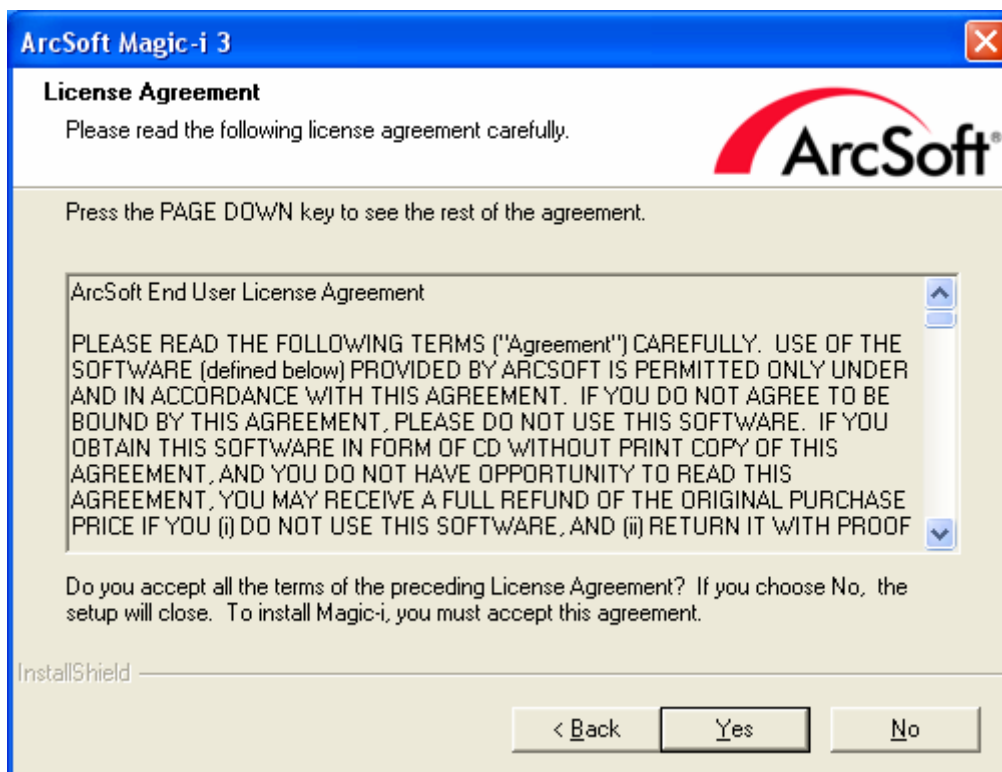 ArcSoft Magic-i 3
License Agreement
Please read the following license agreement carefully.
ArcSoft®
Press the PAGE DOWN key to see the rest of the agreement.
ArcSoft End User License Agreement
PLEASE READ THE FOLLOWING TERMS ("Agreement") CAREFULLY.  USE OF THE
SOFTWARE (defined below) PROVIDED BY ARCSOFT IS PERMITTED ONLY UNDER
AND IN ACCORDANCE WITH THIS AGREEMENT.  IF YOU DO NOT AGREE TO BE
BOUND BY THIS AGREEMENT, PLEASE DO NOT USE THIS SOFTWARE.  IF YOU
OBTAIN THIS SOFTWARE IN FORM OF CD WITHOUT PRINT COPY OF THIS
AGREEMENT, AND YOU DO NOT HAVE OPPORTUNITY TO READ THIS
AGREEMENT, YOU MAY RECEIVE A FULL REFUND OF THE ORIGINAL PURCHASE
PRICE IF YOU (i) DO NOT USE THIS SOFTWARE, AND (ii) RETURN IT WITH PROOF
Do you accept all the terms of the preceding License Agreement?  If you choose No,  the
setup will close.  To install Magic-i, you must accept this agreement.
InstallShield
< Back
Yes
No